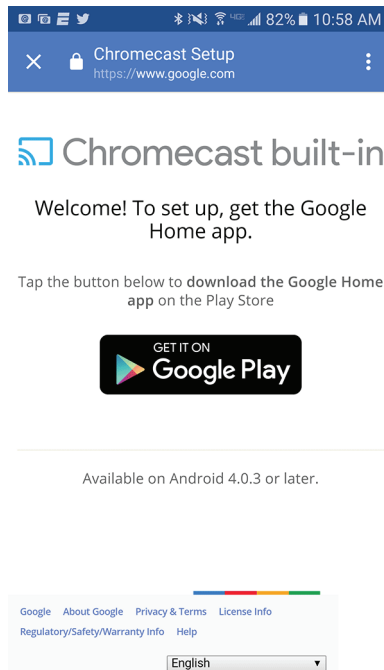 4G 82% 10:58 AM
Chromecast Setup
https://www.google.com
Chromecast built-in
Welcome! To set up, get the Google
Home app.
Tap the button below to download the Google Home
app on the Play Store
GET IT ON
Google Play
Available on Android 4.0.3 or later.
Google About Google Privacy & Terms License Info
Regulatory/Safety/Warranty Info Help
English